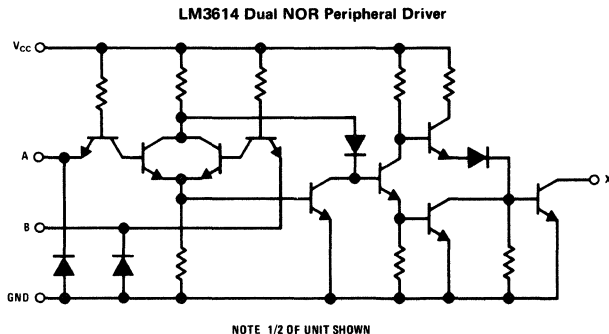 LM3614 Dual NOR Peripheral Driver
VCC
A
X
B
GND
NOTE 1/2 OF UNIT SHOWN